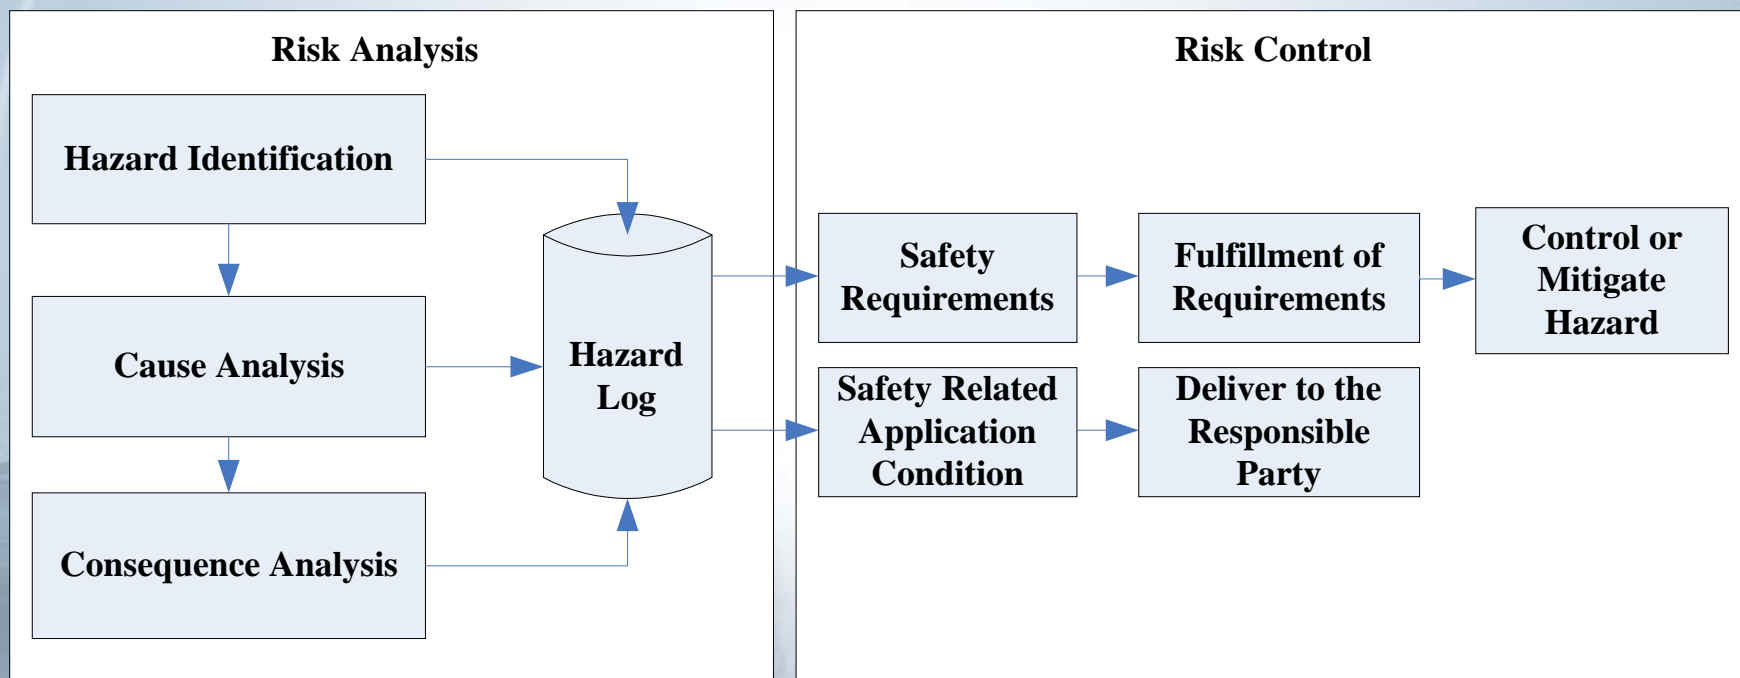 Risk Analysis
Hazard Identification
Cause Analysis
Consequence Analysis
Hazard
Log
Risk Control
Safety
Requirements
Fulfillment of
Requirements
Control or
Mitigate
Hazard
Safety Related
Application
Condition
Deliver to the
Responsible
Party